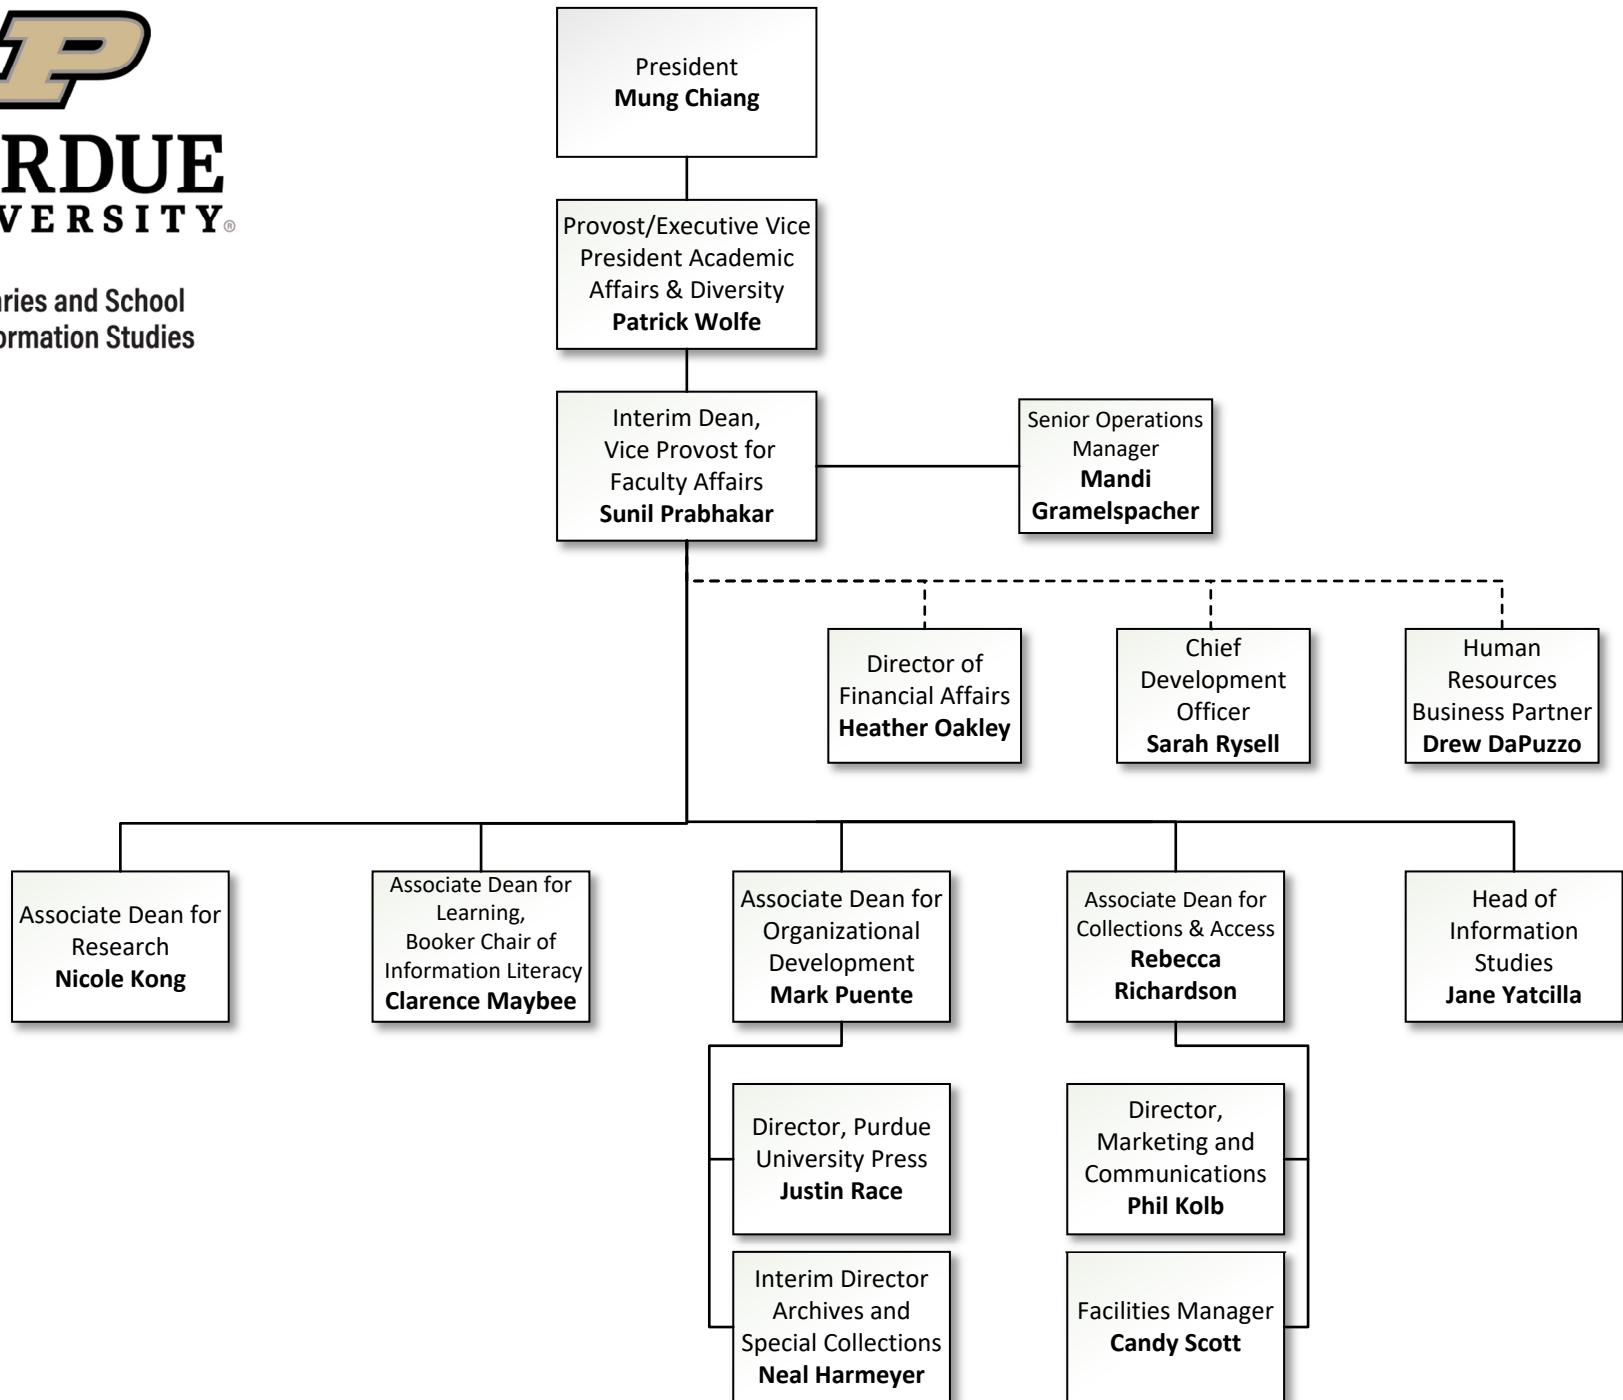 P
RDUE
VERSITY®
ries and School
ormation Studies
President
Mung Chiang
Provost/Executive Vice
President Academic
Affairs & Diversity
Patrick Wolfe
Interim Dean,
Vice Provost for
Faculty Affairs
Sunil Prabhakar
Senior Operations
Manager
Mandi
Gramelspacher
Director of
Financial Affairs
Heather Oakley
Chief
Development
Officer
Sarah Rysell
Human
Resources
Business Partner
Drew DaPuzzo
Associate Dean for
Research
Nicole Kong
Associate Dean for
Learning,
Booker Chair of
Information Literacy
Clarence Maybee
Associate Dean for
Organizational
Development
Mark Puente
Associate Dean for
Collections & Access
Rebecca
Richardson
Head of
Information
Studies
Jane Yatcilla
Director, Purdue
University Press
Justin Race
Director,
Marketing and
Communications
Phil Kolb
Interim Director
Archives and
Special Collections
Neal Harmeyer
Facilities Manager
Candy Scott